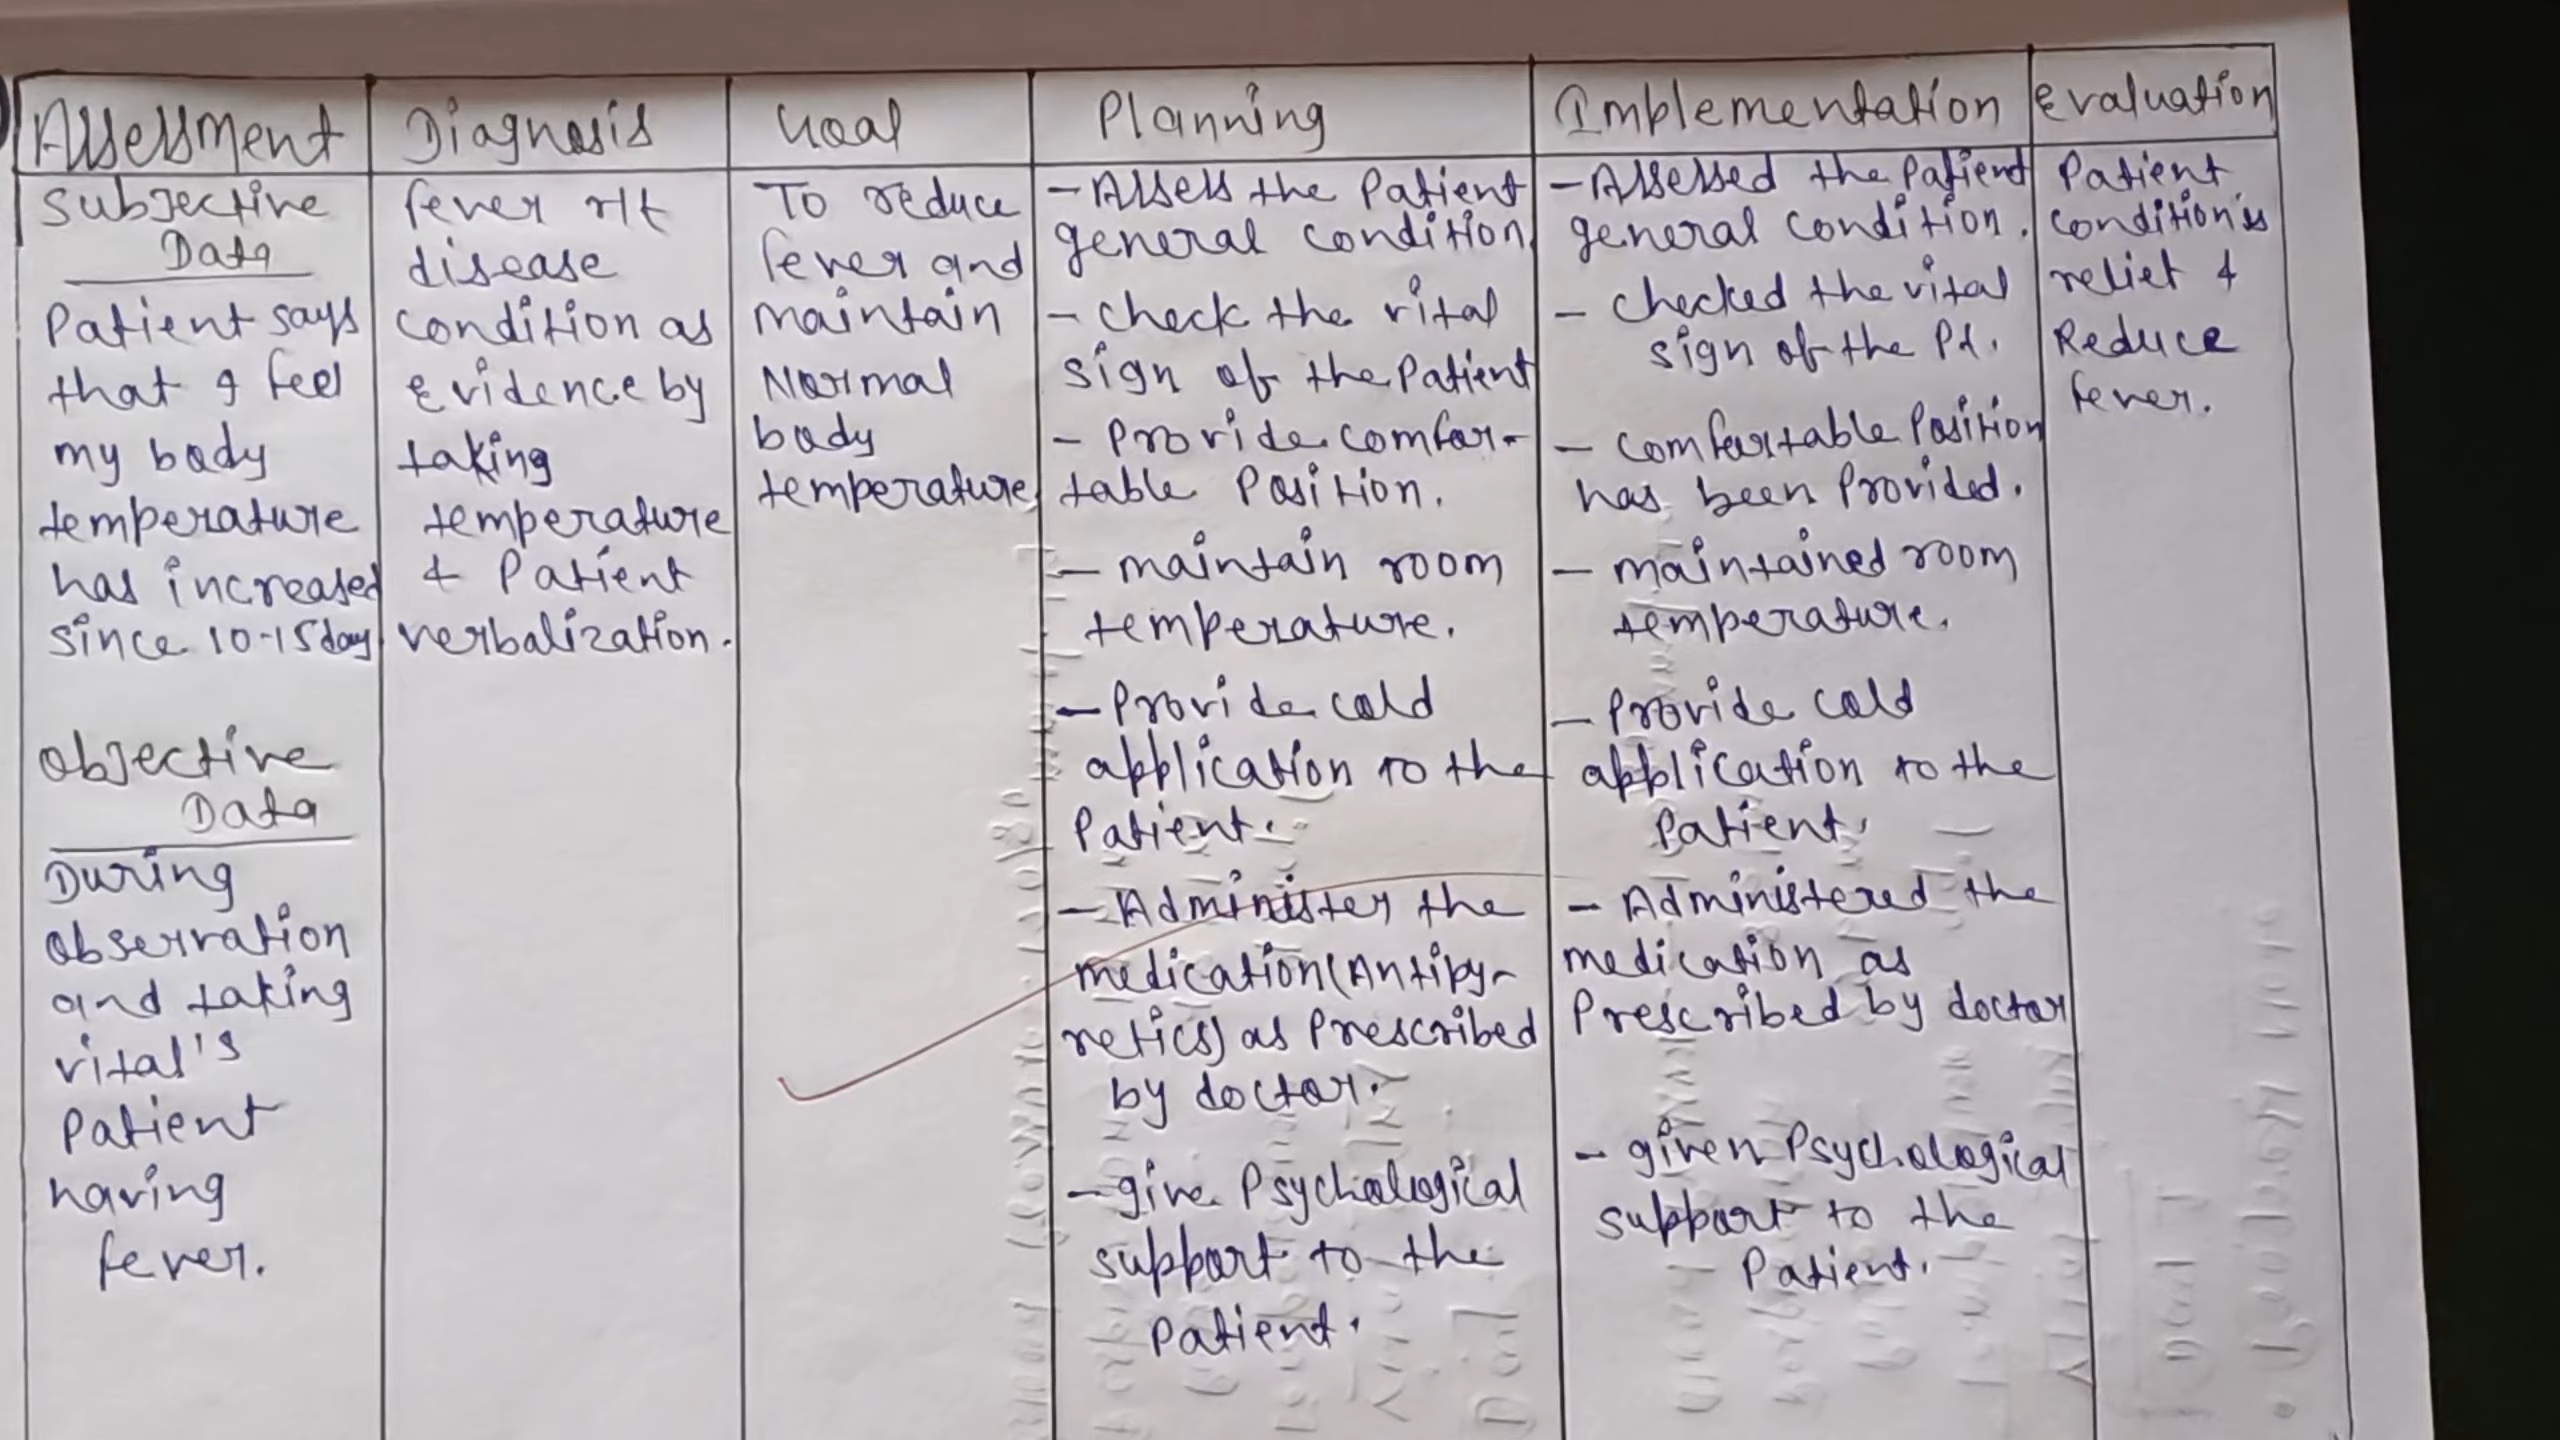 Assessment
Subjective
Data
Patient says
that I feel
my body
temperature
has increased
since 10-15 day
Objective
Data
During
observation
and taking
vital's
Patient
having
fever.
Diagnosis
fever r/t
disease
condition as
evidence by
taking
temperature
& Patient
verbalization.
Goal
To reduce
fever and
maintain
Normal
body
temperature
Planning
- Assess the Patient
general condition.
- check the vital
sign of the Patient
- Provide comfor-
table Position.
- maintain room
temperature.
- Provide cold
application to the
Patient.
- Administer the
medication (Antipy-
retics) as Prescribed
by doctor.
- give Psychological
support to the
Patient.
Implementation
- Assessed the Patient
general condition.
- checked the vital
sign of the Pt.
- comfortable Position
has been Provided.
- maintained room
temperature.
- Provide cold
application to the
Patient.
- Administered the
medication as
Prescribed by doctor
- given Psychological
support to the
Patient.
Evaluation
Patient
condition's
relief &
Reduce
fever.